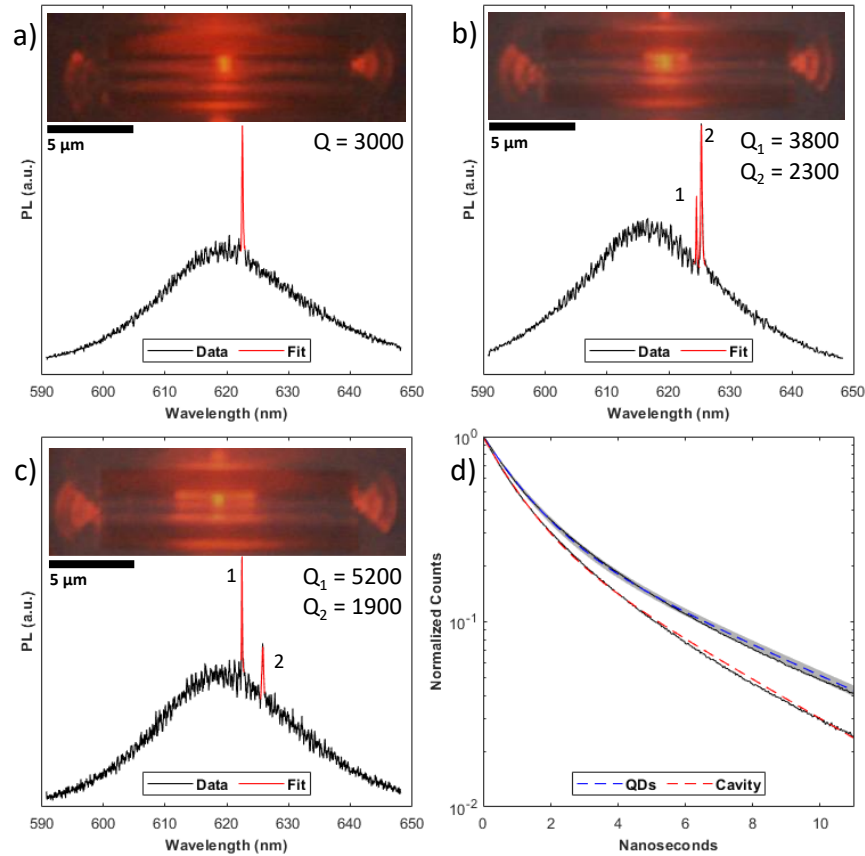 a)
5 µm
Q = 3000
PL (a.u.)
Data Fit
590 600 610 620 630 640 650
Wavelength (nm)
b)
5 µm
2
1
Q1 = 3800
Q2 = 2300
PL (a.u.)
Data Fit
590 600 610 620 630 640 650
Wavelength (nm)
c)
5 µm
1
2
Q1 = 5200
Q2 = 1900
PL (a.u.)
Data Fit
590 600 610 620 630 640 650
Wavelength (nm)
d)
10^0
10^-1
10^-2
Normalized Counts
QDs Cavity
0 2 4 6 8 10
Nanoseconds